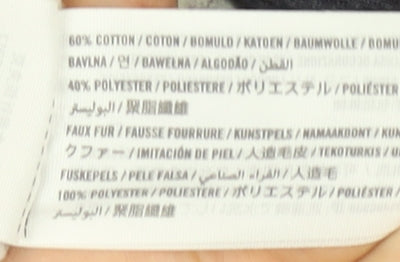 60% COTTON / COTON / BOMULD / KATOEN / BAUMWOLLE / BOMU
BAVLNA / 면 / BAWEŁNA / ALGODÃO / القطن
40% POLYESTER / POLIESTERE / ポリエステル / POLIÉSTER
البوليستر / 聚脂纖維
FAUX FUR / FAUSSE FOURRURE / KUNSTPELS / NAMAAKBONT / KUN
クファー / IMITACIÓN DE PIEL / 人造毛皮 / TEKOTURKIS / U
FUSKEPELS / PELE FALSA / الفراء الصناعي / 人造毛
100% POLYESTER / POLIESTERE / ポリエステル / POLIÉSTER /
البوليستر / 聚脂纖維